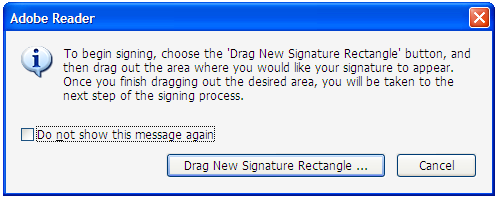 Adobe Reader
To begin signing, choose the 'Drag New Signature Rectangle' button, and
then drag out the area where you would like your signature to appear.
Once you finish dragging out the desired area, you will be taken to the
next step of the signing process.
Do not show this message again
Drag New Signature Rectangle ...
Cancel